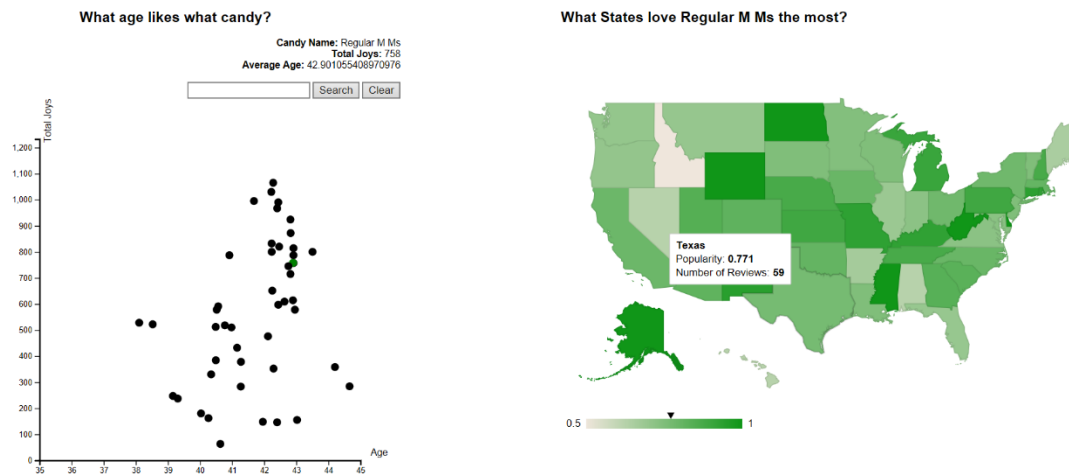 What age likes what candy?
Candy Name: Regular M Ms
Total Joys: 758
Average Age: 42.901055408970976
Search Clear
Total Joys
1,200
1,100
1,000
900
800
700
600
500
400
300
200
100
0
Age
35 36 37 38 39 40 41 42 43 44 45
What States love Regular M Ms the most?
Texas
Popularity: 0.771
Number of Reviews: 59
0.5 1